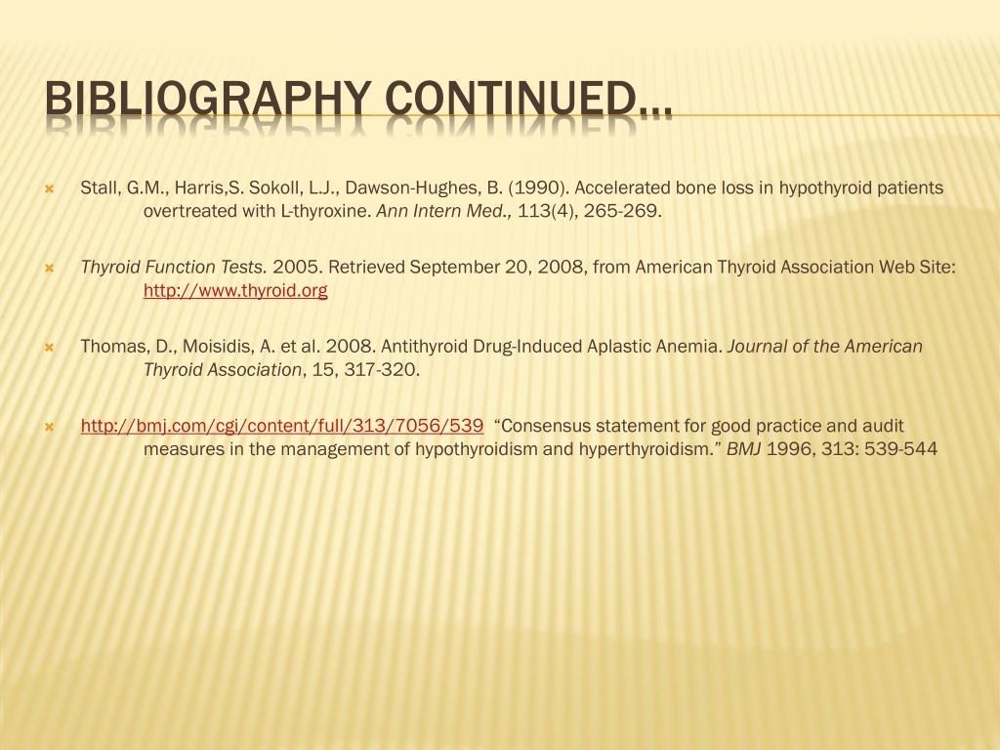 BIBLIOGRAPHY CONTINUED...
Stall, G.M., Harris,S. Sokoll, L.J., Dawson-Hughes, B. (1990). Accelerated bone loss in hypothyroid patients
overtreated with L-thyroxine. Ann Intern Med., 113(4), 265-269.
Thyroid Function Tests. 2005. Retrieved September 20, 2008, from American Thyroid Association Web Site:
http://www.thyroid.org
Thomas, D., Moisidis, A. et al. 2008. Antithyroid Drug-Induced Aplastic Anemia. Journal of the American
Thyroid Association, 15, 317-320.
http://bmj.com/cgi/content/full/313/7056/539 “Consensus statement for good practice and audit
measures in the management of hypothyroidism and hyperthyroidism.” BMJ 1996, 313: 539-544